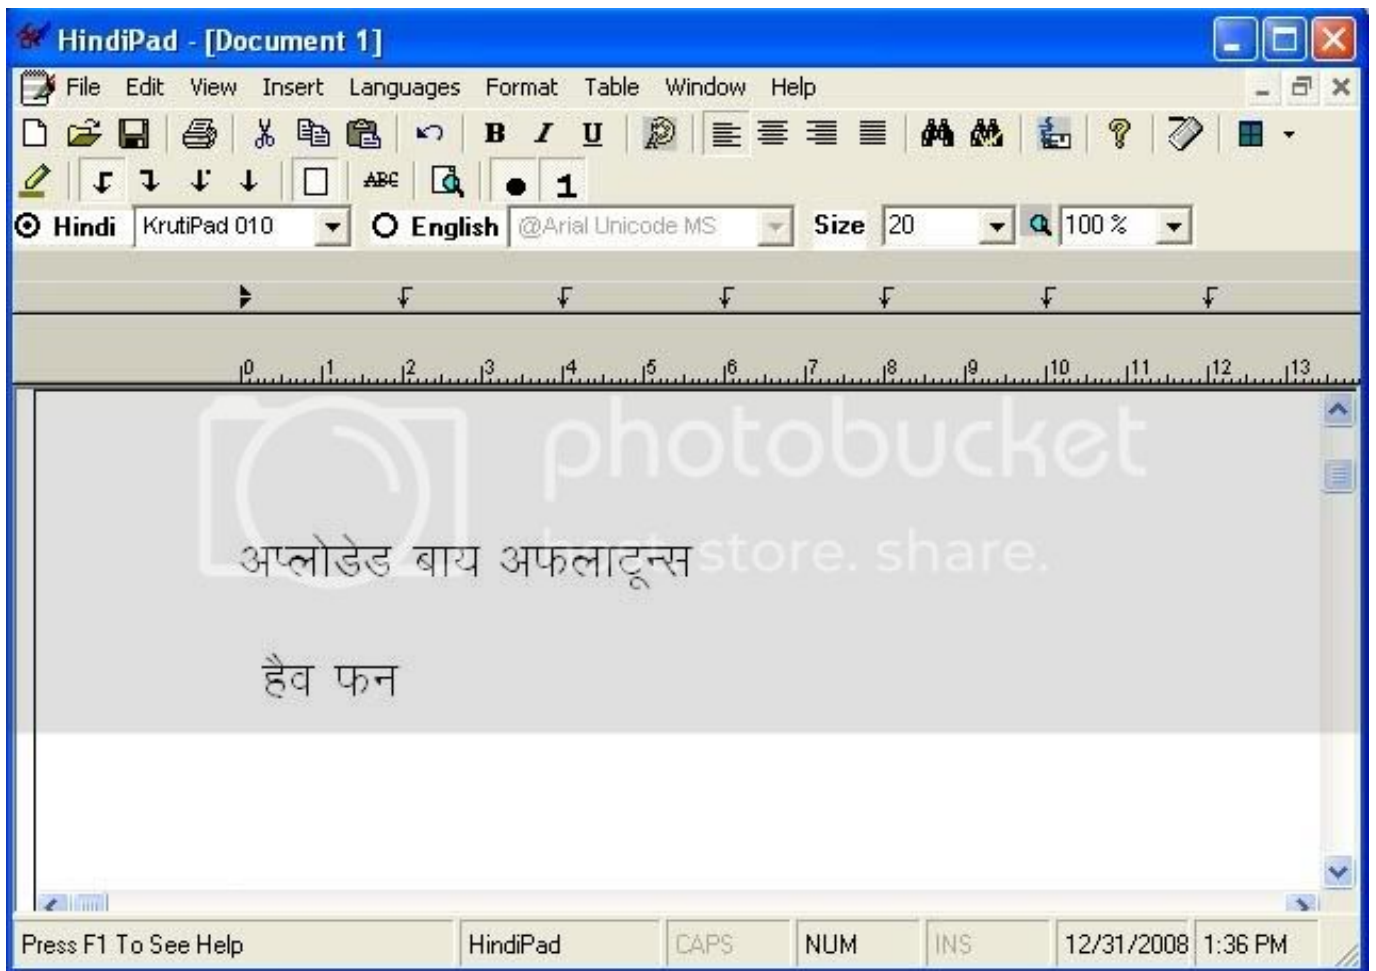 HindiPad - [Document 1]
File Edit View Insert Languages Format Table Window Help
B I U
ABC 1
Hindi KrutiPad 010 English @Arial Unicode MS Size 20 100 %
0 1 2 3 4 5 6 7 8 9 10 11 12 13
photobucket
best. store. share.
अप्लोडेड बाय अफलाटून्स
हैव फन
Press F1 To See Help HindiPad CAPS NUM INS 12/31/2008 1:36 PM